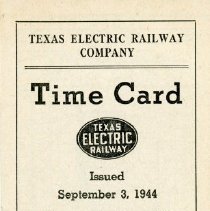 TEXAS ELECTRIC RAILWAY
COMPANY
Time Card
TEXAS
ELECTRIC
RAILWAY
Issued
September 3, 1944